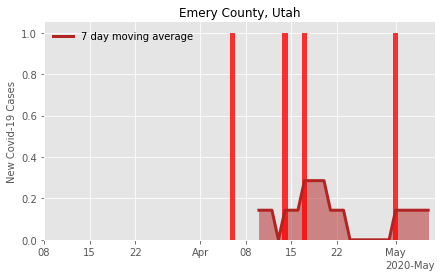 Emery County, Utah
7 day moving average
New Covid-19 Cases
1.0
0.8
0.6
0.4
0.2
0.0
08 15 22 Apr 08 15 22 May
2020-May